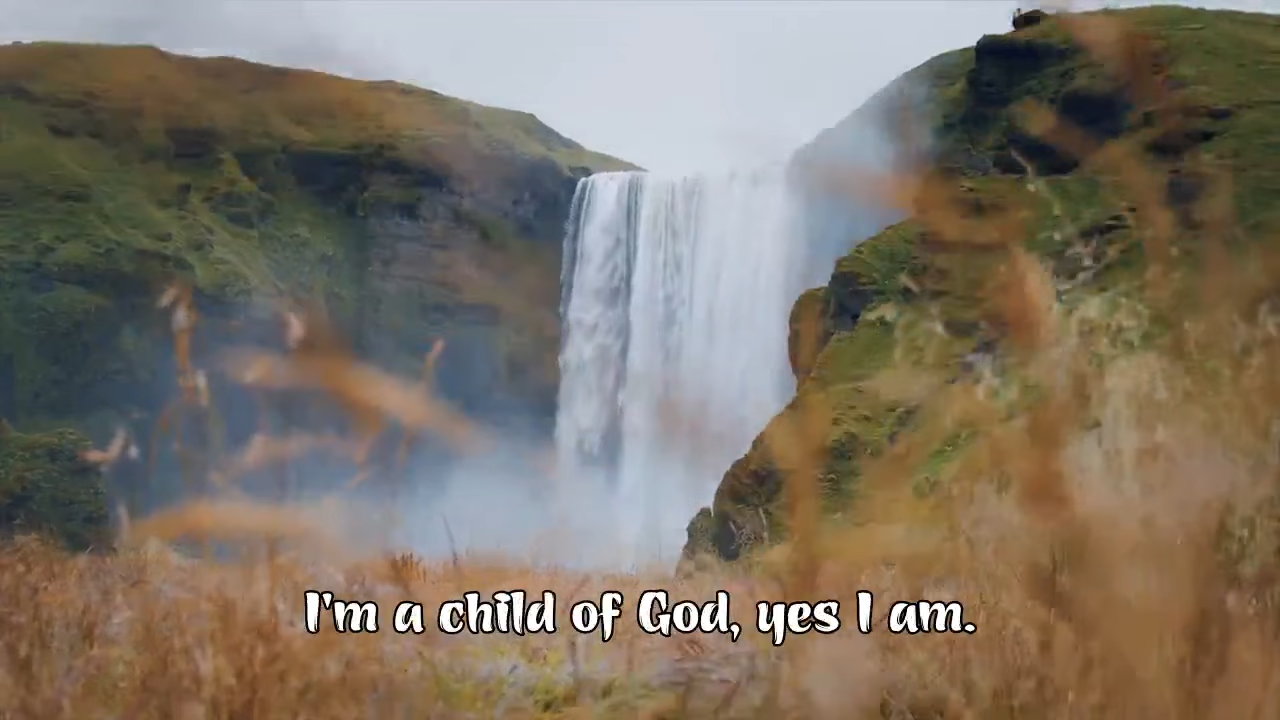 I'm a child of God, yes I am.